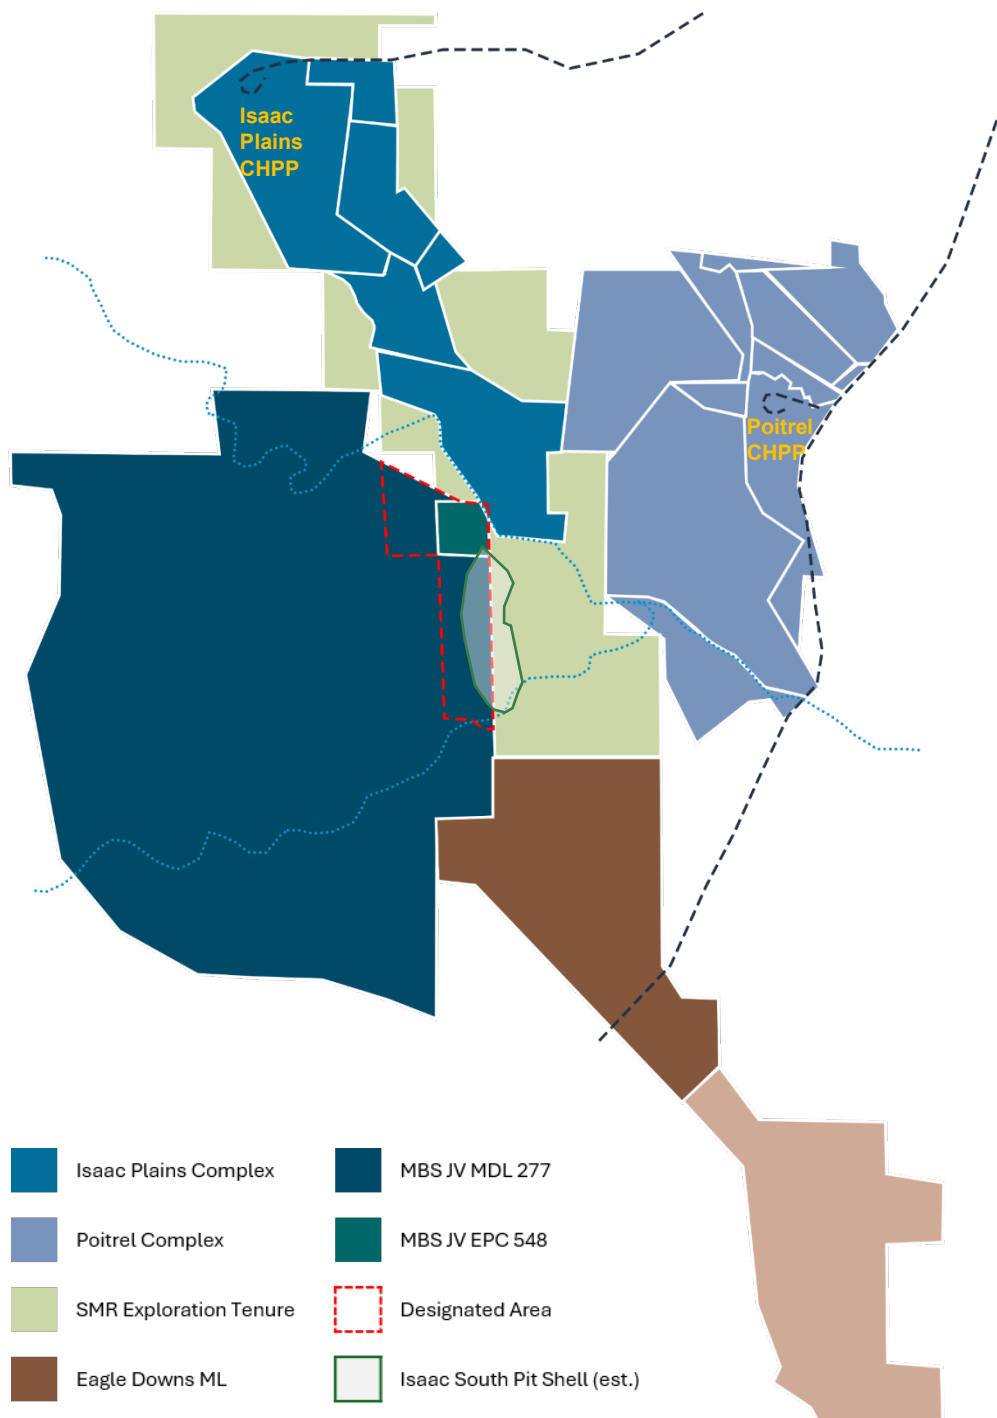 Isaac
Plains
CHPP
Poitrel
CHPP
Isaac Plains Complex
MBS JV MDL 277
Poitrel Complex
MBS JV EPC 548
SMR Exploration Tenure
Designated Area
Eagle Downs ML
Isaac South Pit Shell (est.)